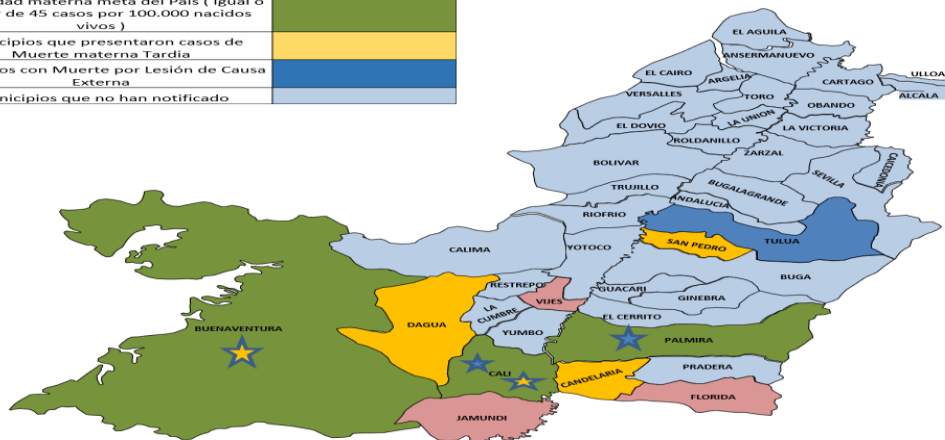 dad materna meta del País ( Igual o
r de 45 casos por 100.000 nacidos
vivos )
cipios que presentaron casos de
Muerte materna Tardía
os con Muerte por Lesión de Causa
Externa
nicipios que no han notificado
EL AGUILA
ANSERMANUEVO
EL CAIRO
ARGELIA
CARTAGO
ULLOA
ALCALA
VERSALLES
TORO
OBANDO
EL DOVIO
LA UNION
LA VICTORIA
ROLDANILLO
ZARZAL
BOLIVAR
SEVILLA
CAICEDONIA
TRUJILLO
BUGALAGRANDE
ANDALUCIA
RIOFRIO
CALIMA
YOTOCO
SAN PEDRO
TULUA
BUGA
RESTREPO
GUACARI
VIJES
GINEBRA
LA
CUMBRE
EL CERRITO
BUENAVENTURA
DAGUA
YUMBO
PALMIRA
CALI
CANDELARIA
PRADERA
FLORIDA
JAMUNDI